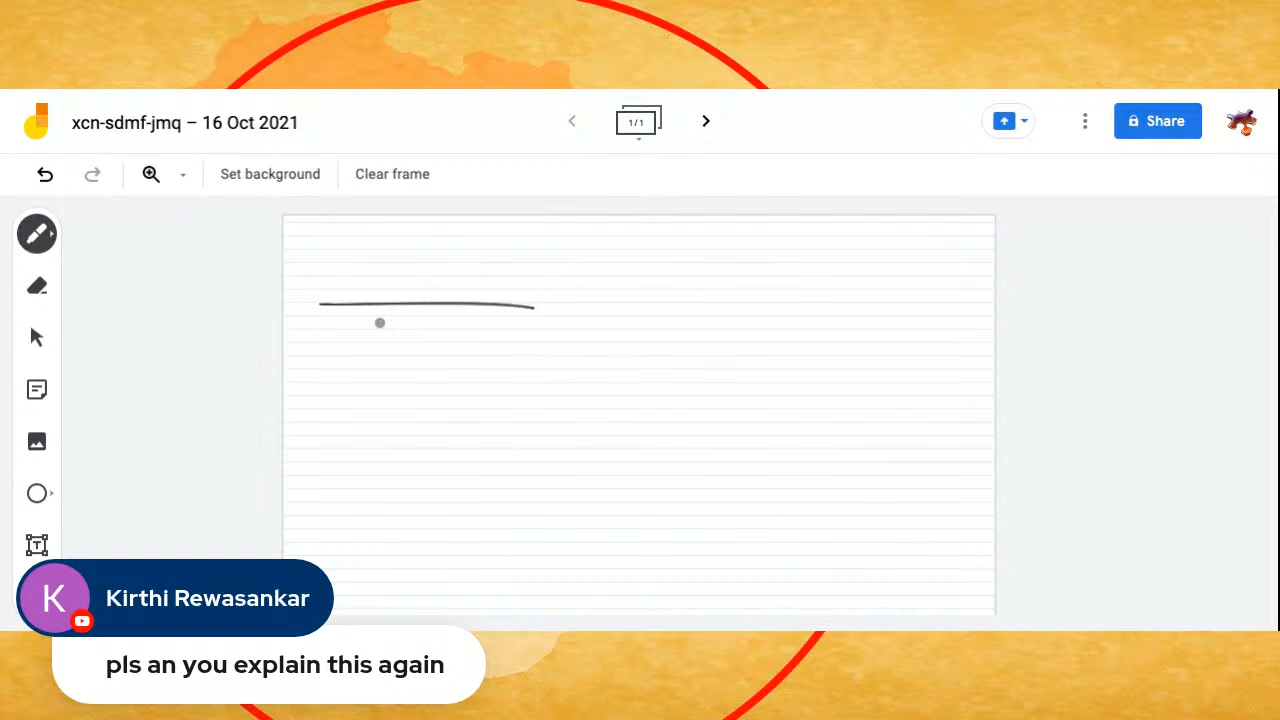 xcn-sdmf-jmq – 16 Oct 2021
1/1
Share
Set background
Clear frame
T
K
Kirthi Rewasankar
pls an you explain this again